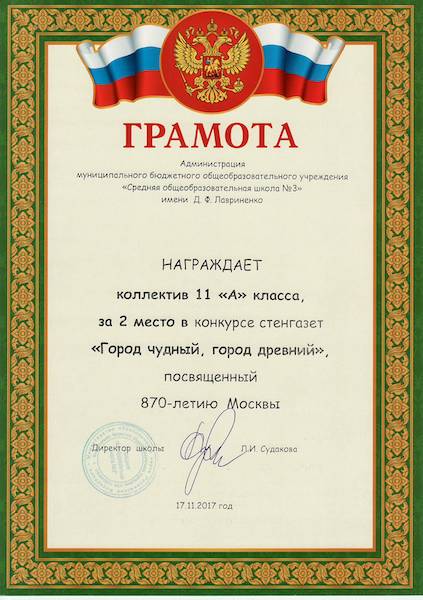 ГРАМОТА
Администрация
муниципального бюджетного общеобразовательного учреждения
«Средняя общеобразовательная школа №3»
имени Д. Ф. Лавриненко
НАГРАЖДАЕТ
коллектив 11 «А» класса,
за 2 место в конкурсе стенгазет
«Город чудный, город древний»,
посвященный
870-летию Москвы
Директор школы Л.И. Судакова
17.11.2017 год